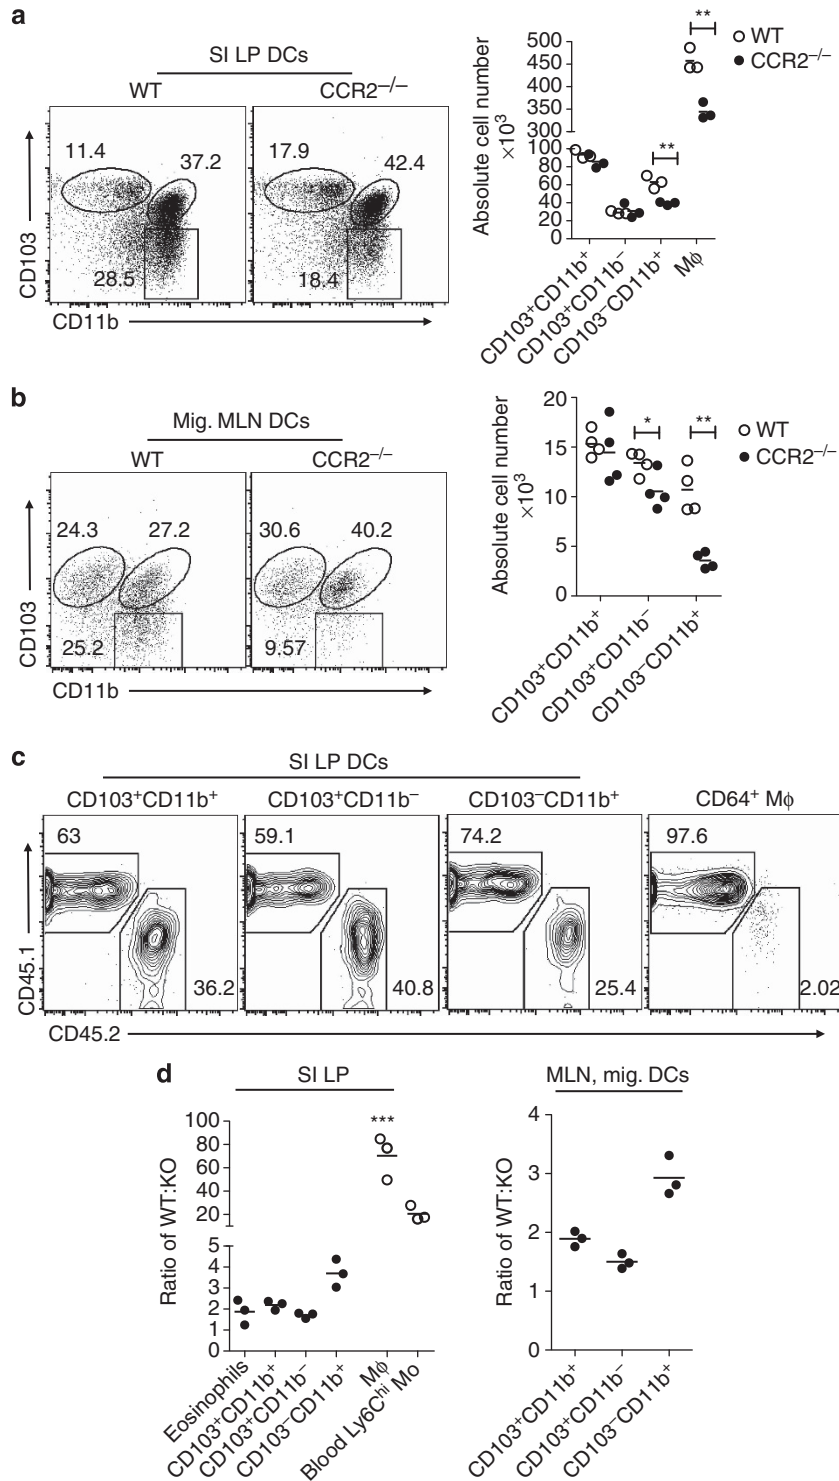 a
SI LP DCs
WT
CCR2⁻/⁻
11.4
37.2
28.5
17.9
42.4
18.4
CD103
CD11b
Absolute cell number
×10³
500
450
400
350
300
100
80
60
40
20
0
**
**
WT
CCR2⁻/⁻
CD103⁺CD11b⁺
CD103⁺CD11b⁻
CD103⁻CD11b⁺
Mϕ
b
Mig. MLN DCs
WT
CCR2⁻/⁻
24.3
27.2
25.2
30.6
40.2
9.57
CD103
CD11b
Absolute cell number
×10³
20
15
10
5
0
*
**
WT
CCR2⁻/⁻
CD103⁺CD11b⁺
CD103⁺CD11b⁻
CD103⁻CD11b⁺
c
SI LP DCs
CD103⁺CD11b⁺
CD103⁺CD11b⁻
CD103⁻CD11b⁺
CD64⁺ Mϕ
63
36.2
59.1
40.8
74.2
25.4
97.6
2.02
CD45.1
CD45.2
d
SI LP
Ratio of WT:KO
100
80
60
40
20
5
4
3
2
1
0
***
Eosinophils
CD103⁺CD11b⁺
CD103⁺CD11b⁻
CD103⁻CD11b⁺
Mϕ
Blood Ly6Cʰⁱ Mo
MLN, mig. DCs
Ratio of WT:KO
4
3
2
1
0
CD103⁺CD11b⁺
CD103⁺CD11b⁻
CD103⁻CD11b⁺